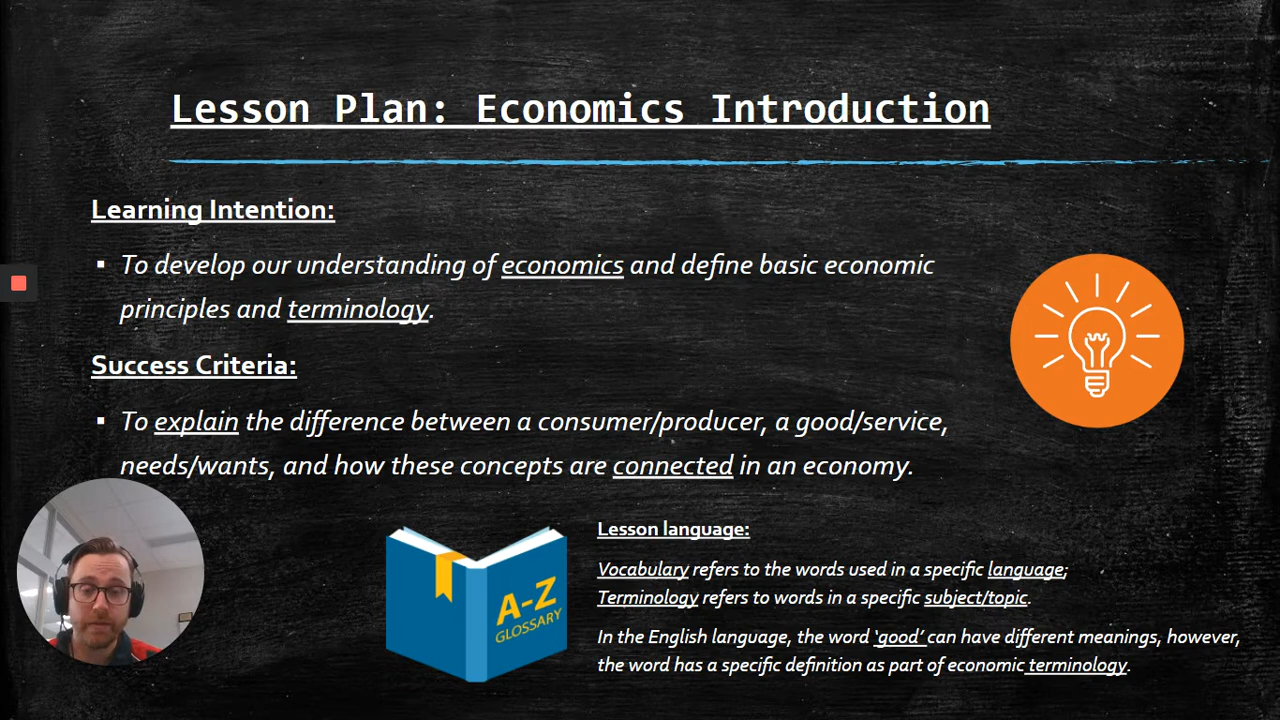 Lesson Plan: Economics Introduction
Learning Intention:
▪ To develop our understanding of economics and define basic economic
principles and terminology.
Success Criteria:
▪ To explain the difference between a consumer/producer, a good/service,
needs/wants, and how these concepts are connected in an economy.
A-Z
GLOSSARY
Lesson language:
Vocabulary refers to the words used in a specific language;
Terminology refers to words in a specific subject/topic.
In the English language, the word ‘good’ can have different meanings, however,
the word has a specific definition as part of economic terminology.